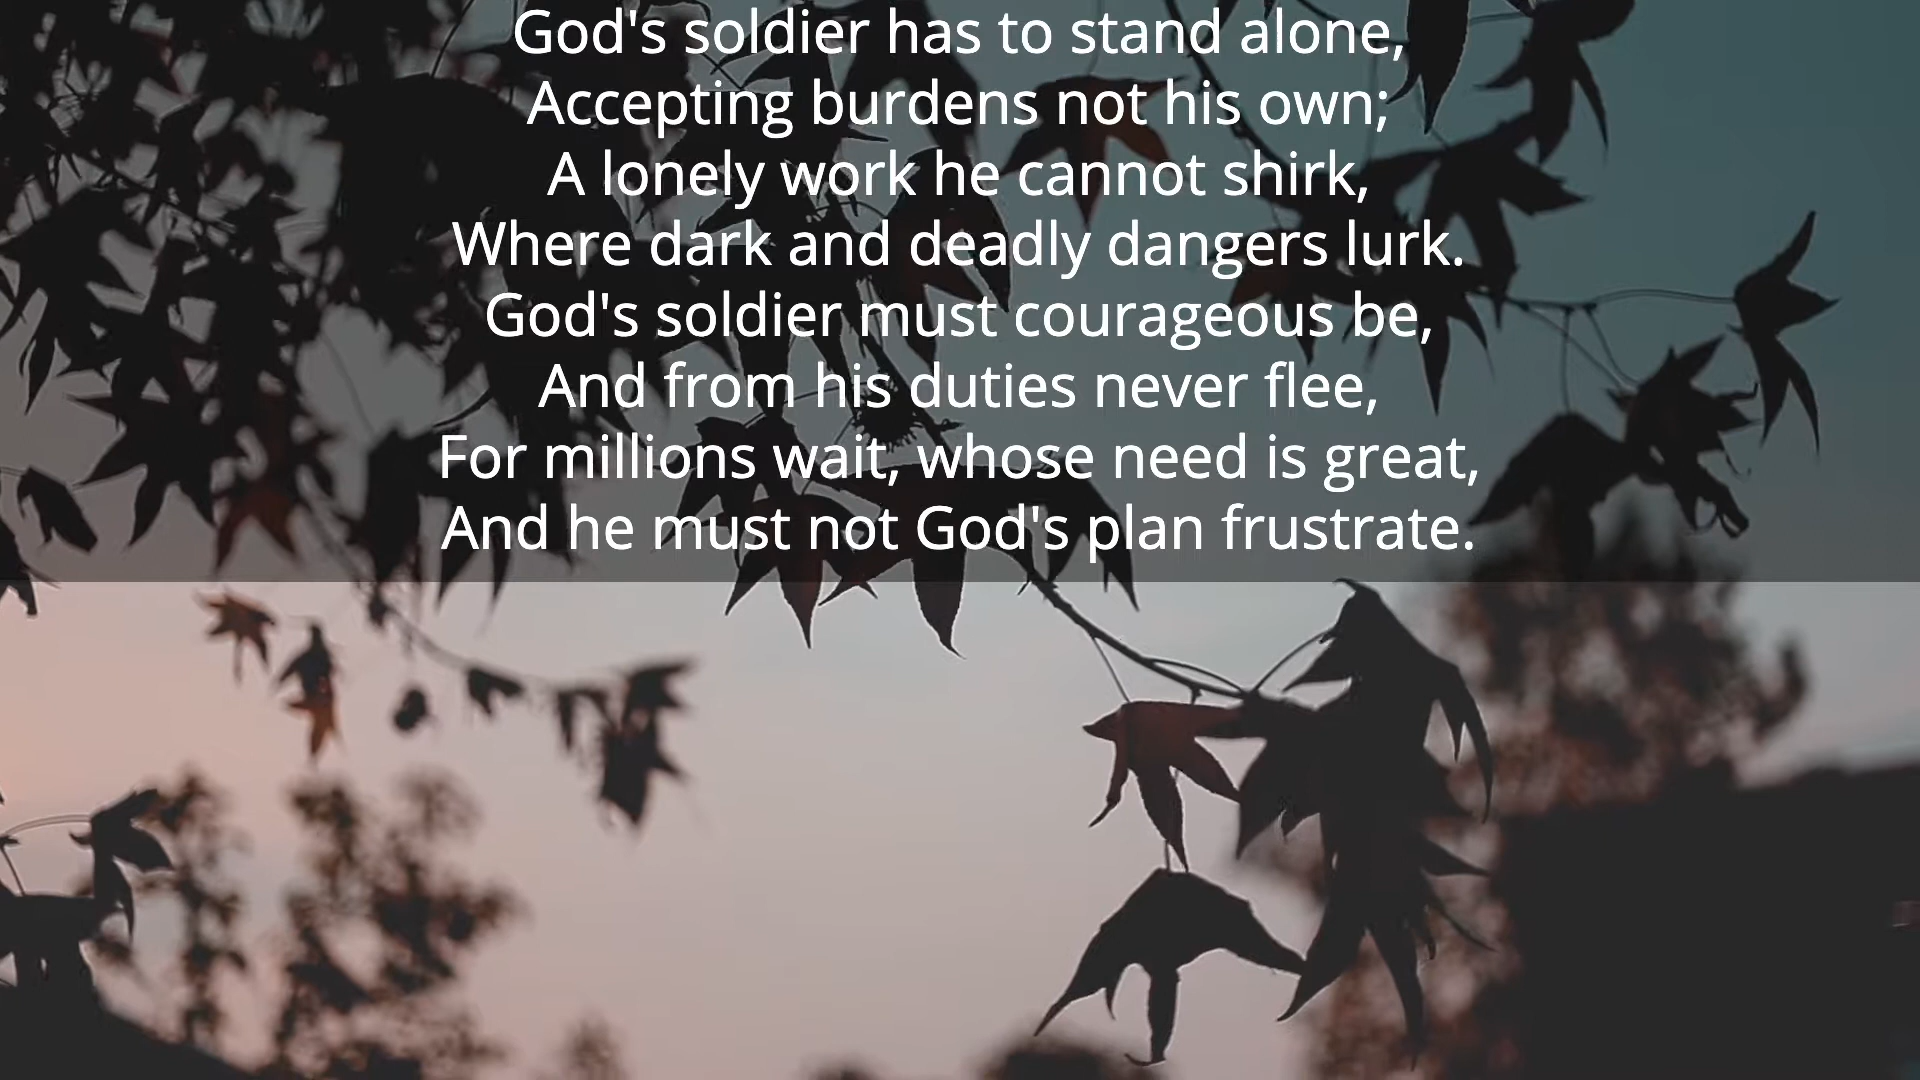 God's soldier has to stand alone,
Accepting burdens not his own;
A lonely work he cannot shirk,
Where dark and deadly dangers lurk.
God's soldier must courageous be,
And from his duties never flee,
For millions wait, whose need is great,
And he must not God's plan frustrate.